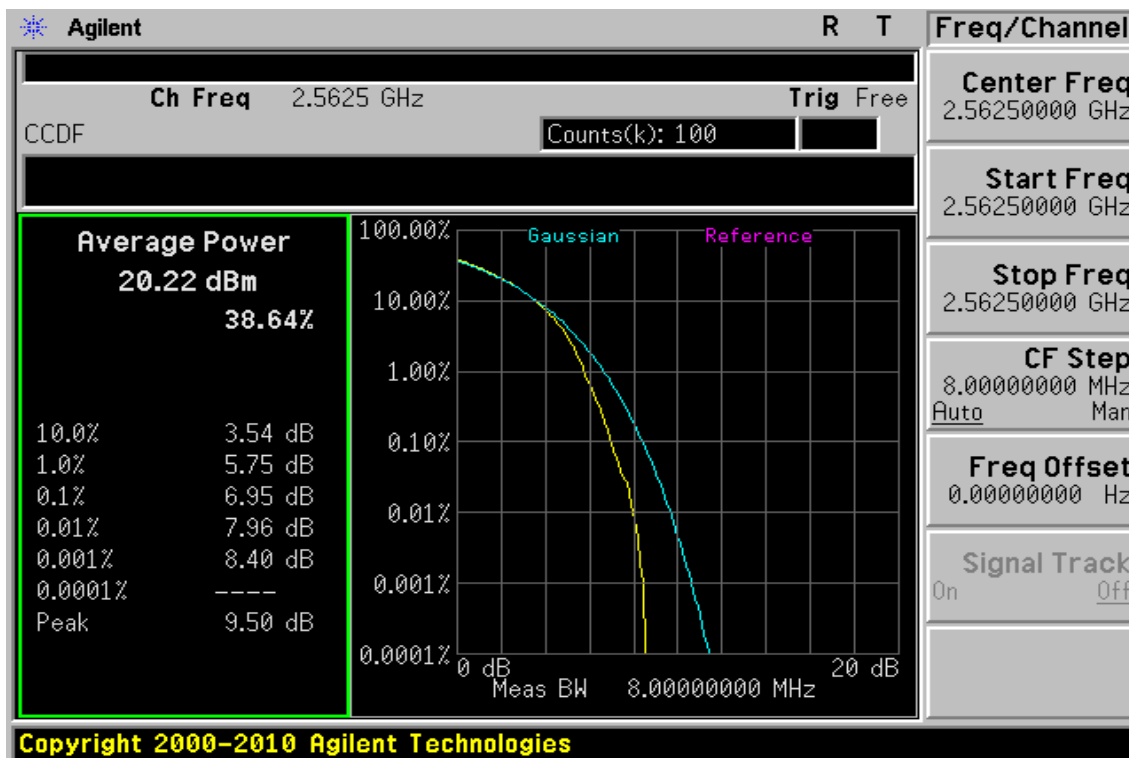 Agilent R T
Ch Freq 2.5625 GHz Trig Free
CCDF Counts(k): 100
Average Power
20.22 dBm
38.64%
10.0% 3.54 dB
1.0% 5.75 dB
0.1% 6.95 dB
0.01% 7.96 dB
0.001% 8.40 dB
0.0001% ----
Peak 9.50 dB
Gaussian Reference
100.00%
10.00%
1.00%
0.10%
0.01%
0.001%
0.0001%
0 dB 20 dB
Meas BW 8.00000000 MHz
Freq/Channel
Center Freq
2.56250000 GHz
Start Freq
2.56250000 GHz
Stop Freq
2.56250000 GHz
CF Step
8.00000000 MHz
Auto Man
Freq Offset
0.00000000 Hz
Signal Track
On Off
Copyright 2000-2010 Agilent Technologies